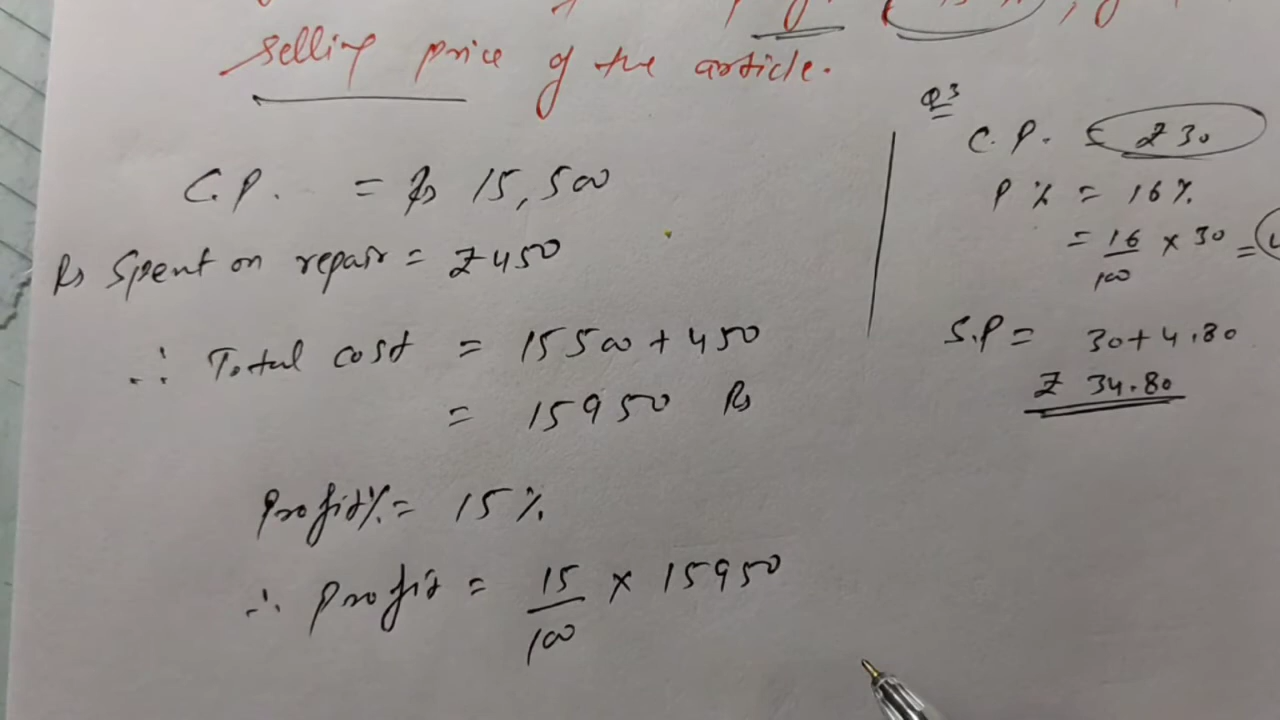 selling price of the article.
C.P. = Rs 15,500
Rs Spent on repair = ₹450
∴ Total cost = 15500 + 450
= 15950 Rs
Profit% = 15%
∴ Profit = 15/100 × 15950
Q3
C.P. = ₹30
P% = 16%
= 16/100 × 30 =
S.P = 30 + 4.80
₹ 34.80